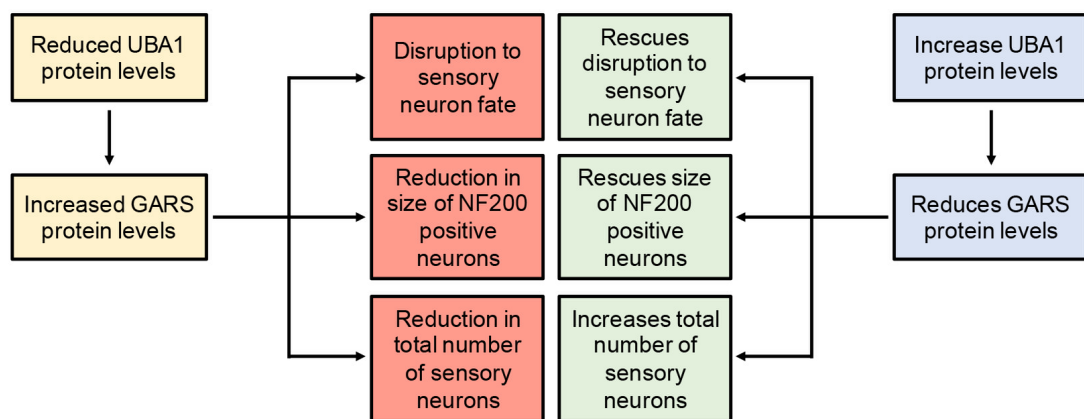 Reduced UBA1
protein levels
Increased GARS
protein levels
Disruption to
sensory
neuron fate
Reduction in
size of NF200
positive
neurons
Reduction in
total number
of sensory
neurons
Rescues
disruption to
sensory
neuron fate
Rescues size
of NF200
positive
neurons
Increases total
number of
sensory
neurons
Increase UBA1
protein levels
Reduces GARS
protein levels